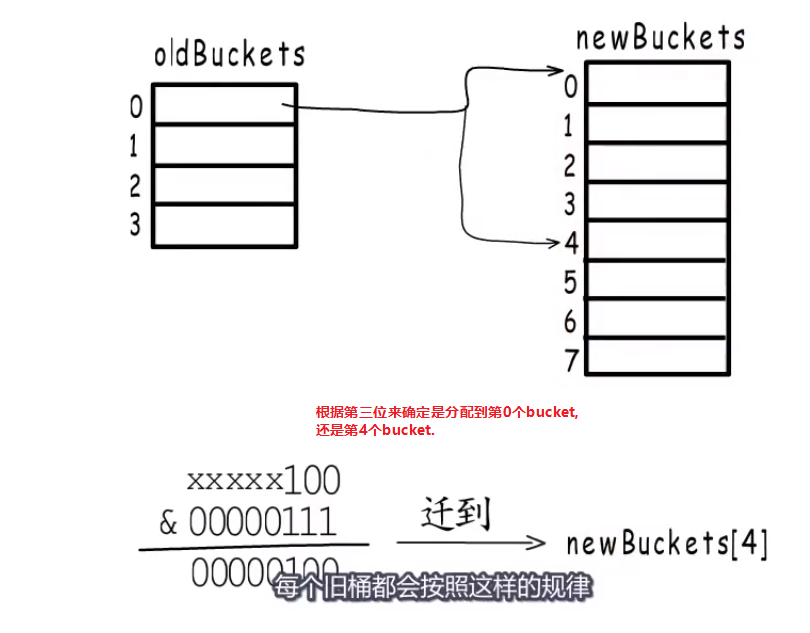 oldBuckets
newBuckets
0
1
2
3
0
1
2
3
4
5
6
7
根据第三位来确定是分配到第0个bucket,
还是第4个bucket.
xxxxx100
& 00000111
迁到
newBuckets[4]
00000100
每个旧桶都会按照这样的规律